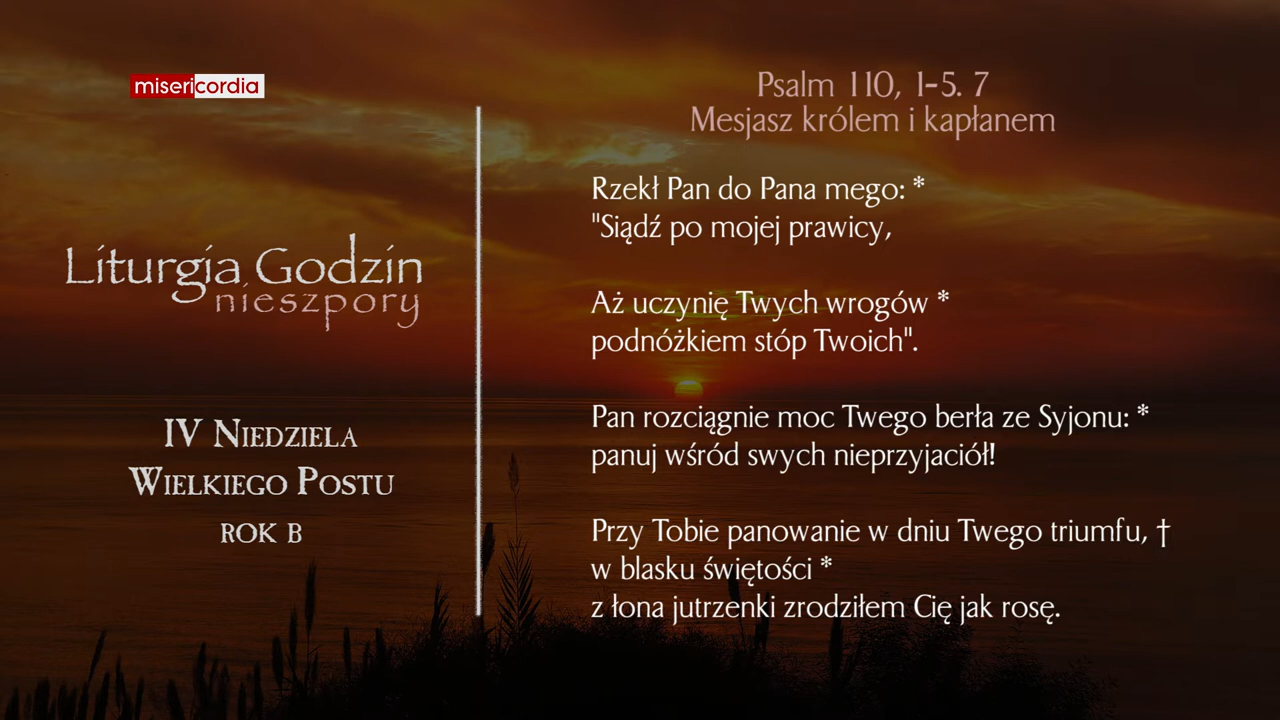 misericordia
Liturgia Godzin
nieszpory
IV Niedziela
Wielkiego Postu
rok B
Psalm 110, 1-5. 7
Mesjasz królem i kapłanem
Rzekł Pan do Pana mego: *
"Siądź po mojej prawicy,
Aż uczynię Twych wrogów *
podnóżkiem stóp Twoich".
Pan rozciągnie moc Twego berła ze Syjonu: *
panuj wśród swych nieprzyjaciół!
Przy Tobie panowanie w dniu Twego triumfu, †
w blasku świętości *
z łona jutrzenki zrodziłem Cię jak rosę.